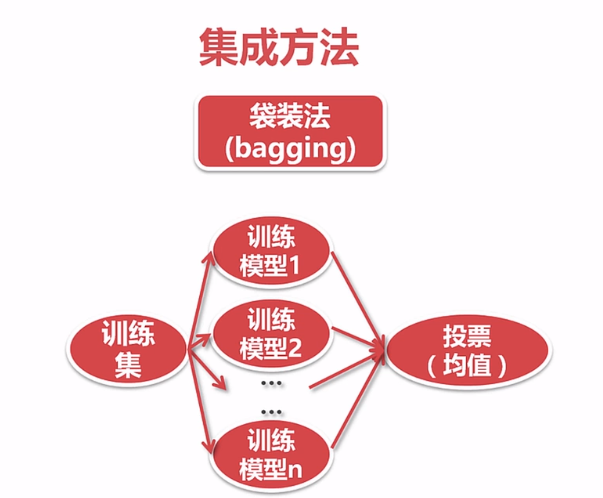 集成方法
袋装法
(bagging)
训练
模型1
训练
模型2
训练
集
...
...
训练
模型n
投票
（均值）